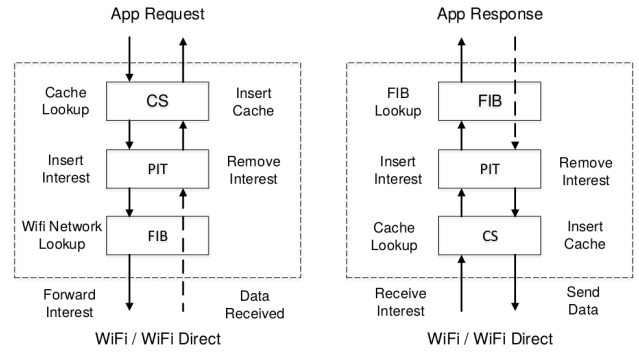 App Request
Cache
Lookup
CS
Insert
Cache
Insert
Interest
PIT
Remove
Interest
Wifi Network
Lookup
FIB
Forward
Interest
Data
Received
WiFi / WiFi Direct
App Response
FIB
Lookup
FIB
Insert
Interest
PIT
Remove
Interest
Cache
Lookup
CS
Insert
Cache
Receive
Interest
Send
Data
WiFi / WiFi Direct